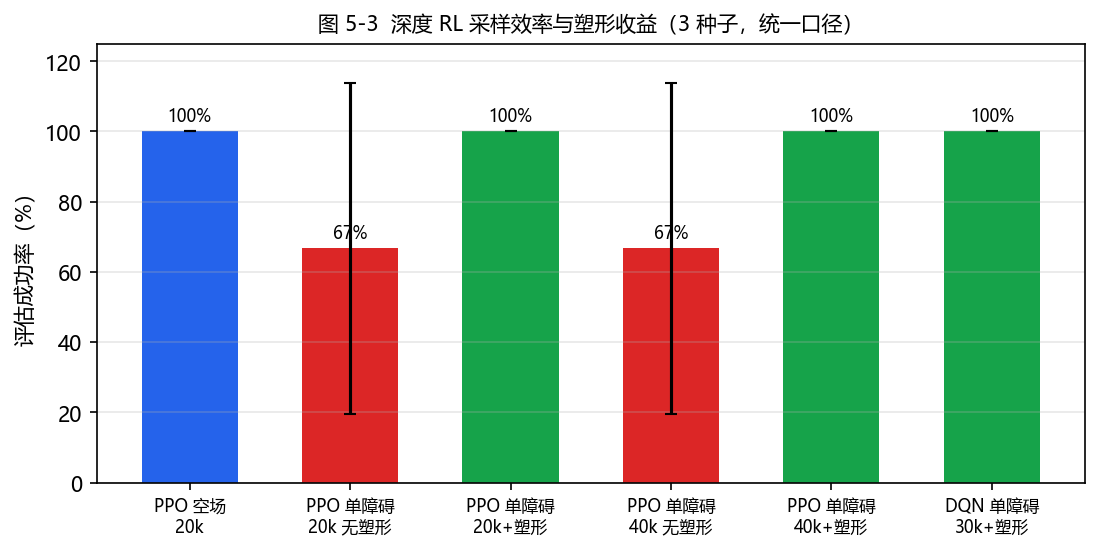 图 5-3 深度 RL 采样效率与塑形收益（3 种子，统一口径）
评估成功率（%）
120
100
80
60
40
20
0
100%
67%
100%
67%
100%
100%
PPO 空场
20k
PPO 单障碍
20k 无塑形
PPO 单障碍
20k+塑形
PPO 单障碍
40k 无塑形
PPO 单障碍
40k+塑形
DQN 单障碍
30k+塑形